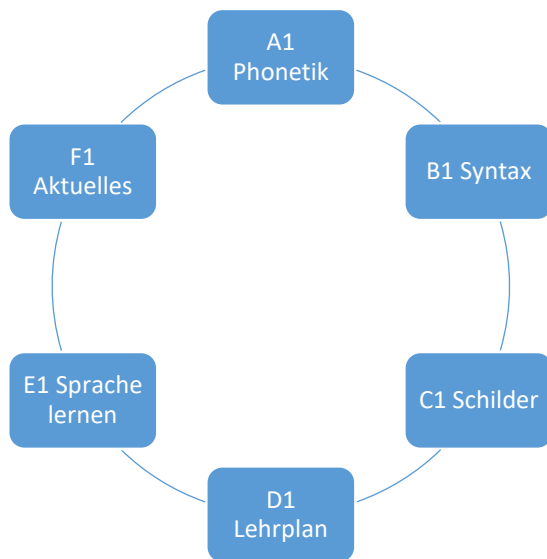 A1
Phonetik
B1 Syntax
C1 Schilder
D1
Lehrplan
E1 Sprache
lernen
F1
Aktuelles